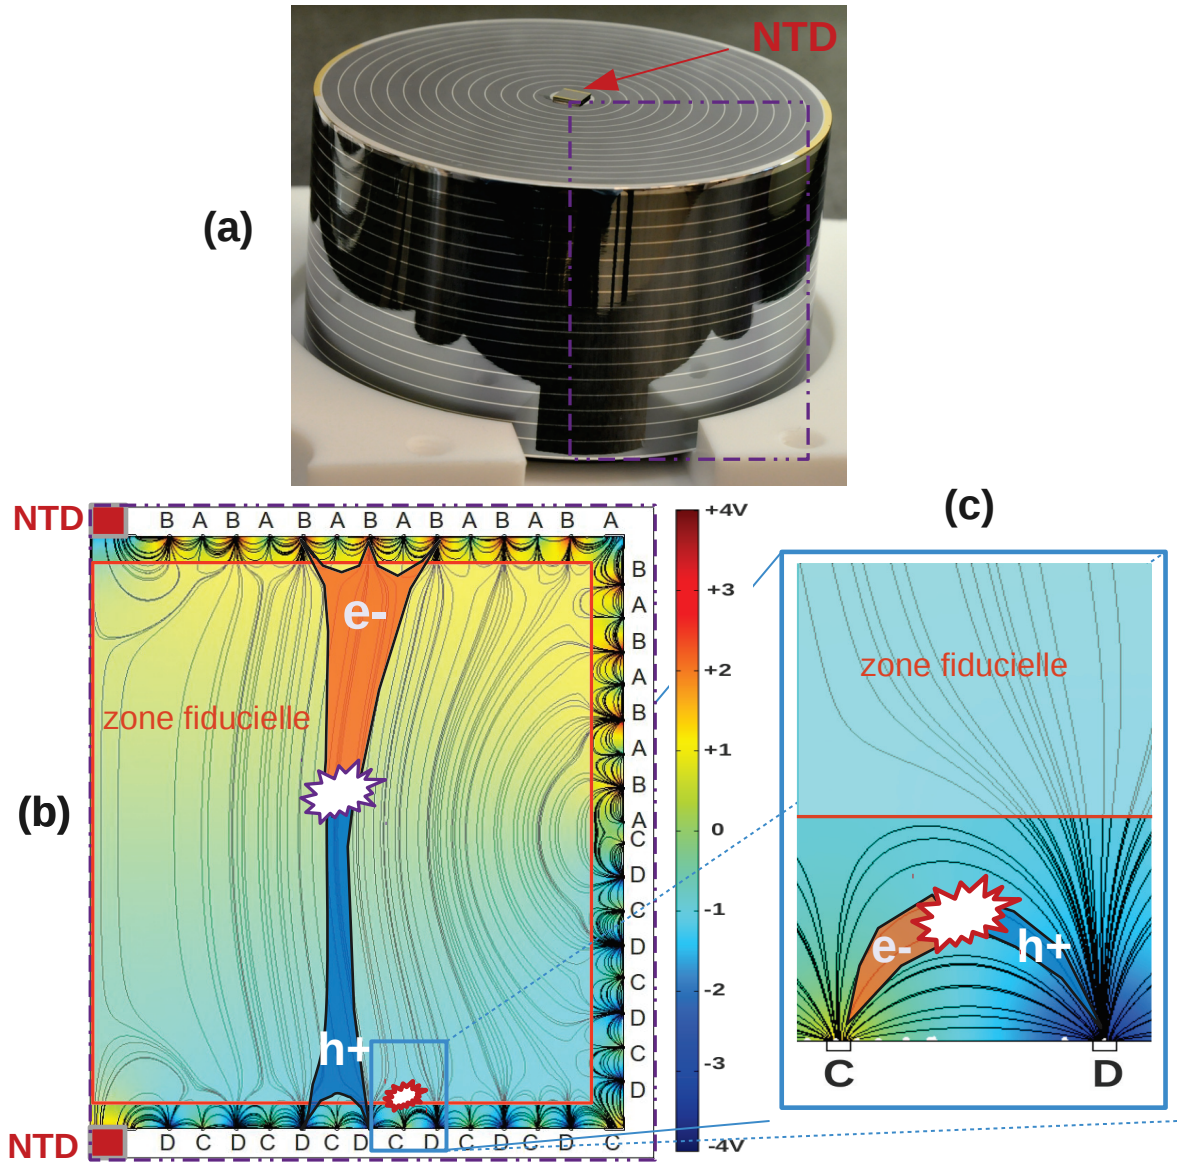 NTD
(a)
(c)
NTD
B A B A B A B A B A B A B A
+4V
B
+3
A
e-
B
+2
A
zone fiducielle
zone fiducielle
B
+1
A
B
(b)
A
0
C
D
e-
h+
C
-1
D
C
-2
D
h+
C
-3
D
C
D
NTD
D C D C D C D C D C D C D C
-4V